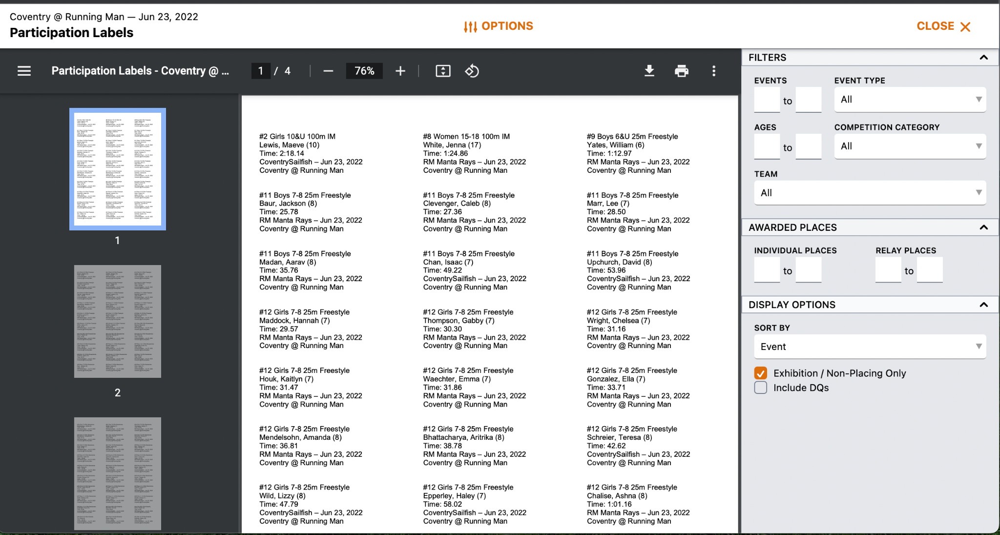 Coventry @ Running Man — Jun 23, 2022
Participation Labels
OPTIONS
CLOSE
Participation Labels - Coventry @ ...
1 / 4
76%
1
2
#2 Girls 10&U 100m IM
Lewis, Maeve (10)
Time: 2:18.14
CoventrySailfish – Jun 23, 2022
Coventry @ Running Man
#8 Women 15-18 100m IM
White, Jenna (17)
Time: 1:24.86
RM Manta Rays – Jun 23, 2022
Coventry @ Running Man
#9 Boys 6&U 25m Freestyle
Yates, William (6)
Time: 1:12.97
RM Manta Rays – Jun 23, 2022
Coventry @ Running Man
#11 Boys 7-8 25m Freestyle
Baur, Jackson (8)
Time: 25.78
RM Manta Rays – Jun 23, 2022
Coventry @ Running Man
#11 Boys 7-8 25m Freestyle
Clevenger, Caleb (8)
Time: 27.36
RM Manta Rays – Jun 23, 2022
Coventry @ Running Man
#11 Boys 7-8 25m Freestyle
Marr, Lee (7)
Time: 28.50
RM Manta Rays – Jun 23, 2022
Coventry @ Running Man
#11 Boys 7-8 25m Freestyle
Madan, Aarav (8)
Time: 35.76
RM Manta Rays – Jun 23, 2022
Coventry @ Running Man
#11 Boys 7-8 25m Freestyle
Chan, Isaac (7)
Time: 49.22
CoventrySailfish – Jun 23, 2022
Coventry @ Running Man
#11 Boys 7-8 25m Freestyle
Upchurch, David (8)
Time: 53.96
CoventrySailfish – Jun 23, 2022
Coventry @ Running Man
#12 Girls 7-8 25m Freestyle
Maddock, Hannah (7)
Time: 29.57
RM Manta Rays – Jun 23, 2022
Coventry @ Running Man
#12 Girls 7-8 25m Freestyle
Thompson, Gabby (7)
Time: 30.30
RM Manta Rays – Jun 23, 2022
Coventry @ Running Man
#12 Girls 7-8 25m Freestyle
Wright, Chelsea (7)
Time: 31.16
RM Manta Rays – Jun 23, 2022
Coventry @ Running Man
#12 Girls 7-8 25m Freestyle
Houk, Kaitlyn (7)
Time: 31.47
RM Manta Rays – Jun 23, 2022
Coventry @ Running Man
#12 Girls 7-8 25m Freestyle
Waechter, Emma (7)
Time: 31.86
RM Manta Rays – Jun 23, 2022
Coventry @ Running Man
#12 Girls 7-8 25m Freestyle
Gonzalez, Ella (7)
Time: 33.71
RM Manta Rays – Jun 23, 2022
Coventry @ Running Man
#12 Girls 7-8 25m Freestyle
Mendelsohn, Amanda (8)
Time: 36.81
RM Manta Rays – Jun 23, 2022
Coventry @ Running Man
#12 Girls 7-8 25m Freestyle
Bhattacharya, Aritrika (8)
Time: 38.78
RM Manta Rays – Jun 23, 2022
Coventry @ Running Man
#12 Girls 7-8 25m Freestyle
Schreier, Teresa (8)
Time: 42.62
CoventrySailfish – Jun 23, 2022
Coventry @ Running Man
#12 Girls 7-8 25m Freestyle
Wild, Lizzy (8)
Time: 47.79
CoventrySailfish – Jun 23, 2022
Coventry @ Running Man
#12 Girls 7-8 25m Freestyle
Epperley, Haley (7)
Time: 58.02
CoventrySailfish – Jun 23, 2022
Coventry @ Running Man
#12 Girls 7-8 25m Freestyle
Chalise, Ashna (8)
Time: 1:01.16
RM Manta Rays – Jun 23, 2022
Coventry @ Running Man
FILTERS
EVENTS
to
EVENT TYPE
All
AGES
to
COMPETITION CATEGORY
All
TEAM
All
AWARDED PLACES
INDIVIDUAL PLACES
to
RELAY PLACES
to
DISPLAY OPTIONS
SORT BY
Event
Exhibition / Non-Placing Only
Include DQs